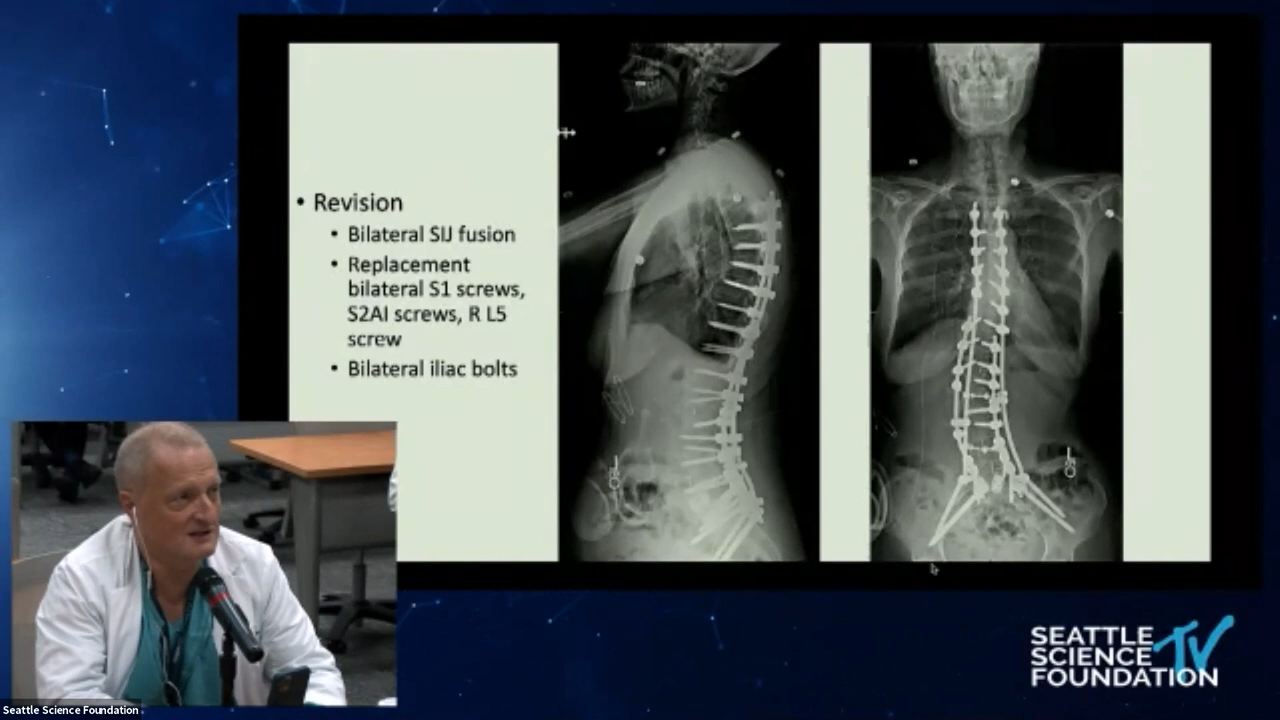 • Revision
• Bilateral SIJ fusion
• Replacement
bilateral S1 screws,
S2AI screws, R L5
screw
• Bilateral iliac bolts
SEATTLE
SCIENCE TV
FOUNDATION
Seattle Science Foundation